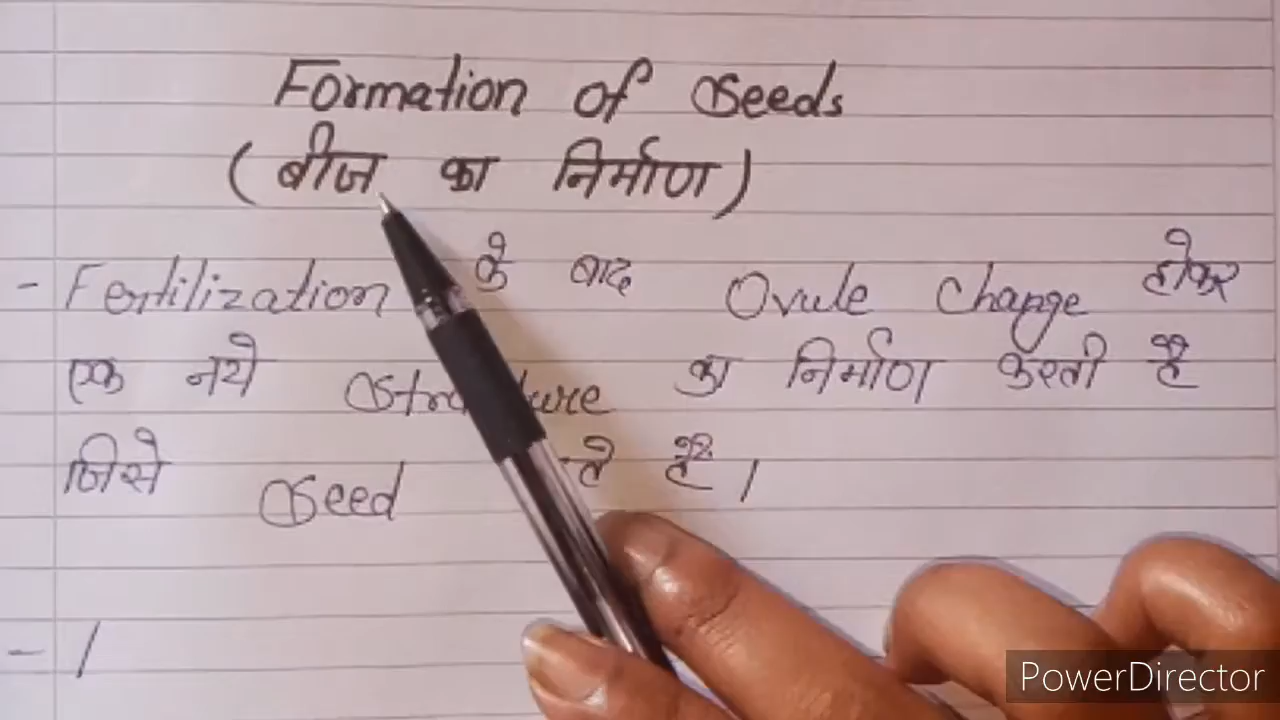 Formation of Seeds
( बीज का निर्माण )
- Fertilization के बाद Ovule Change होकर
एक नये का निर्माण करती है
जिसे Seed हैं।
-
PowerDirector